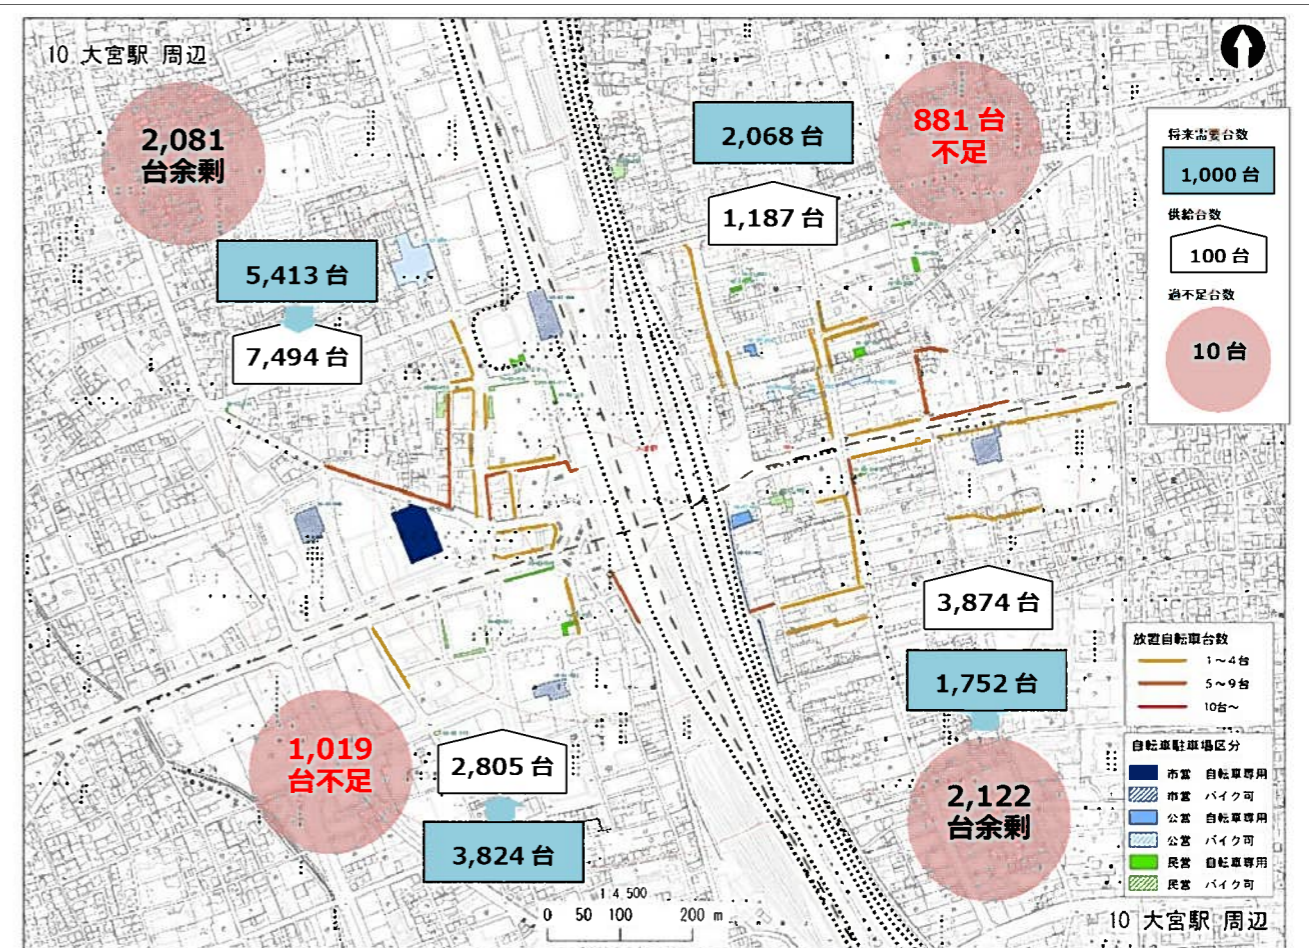 10 大宮駅 周辺
2,081
台余剰
5,413 台
7,494 台
2,068 台
1,187 台
881 台
不足
将来需要台数
1,000 台
供給台数
100 台
過不足台数
10 台
3,874 台
1,752 台
2,122
台余剰
1,019
台不足
2,805 台
3,824 台
放置自転車台数
1～4台
5～9台
10台～
自転車駐車場区分
市営 自転車専用
市営 バイク可
公営 自転車専用
公営 バイク可
民営 自転車専用
民営 バイク可
1:4,500
0 50 100 200 m
10 大宮駅 周辺